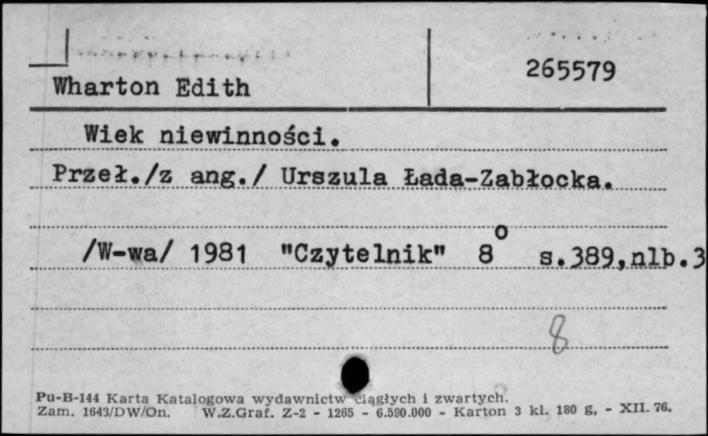 265579
Wharton Edith
Wiek niewinności.
Przeł./z ang./ Urszula Łada-Zabłocka.
/W-wa/ 1981 "Czytelnik" 8° s.389,nlb.3
8
Pu-B-144 Karta Katalogowa wydawnictw ciągłych i zwartych.
Zam. 1643/DW/On. W.Z.Graf. Z-2 - 1265 - 6.590.000 - Karton 3 kl. 180 g, - XII. 76.